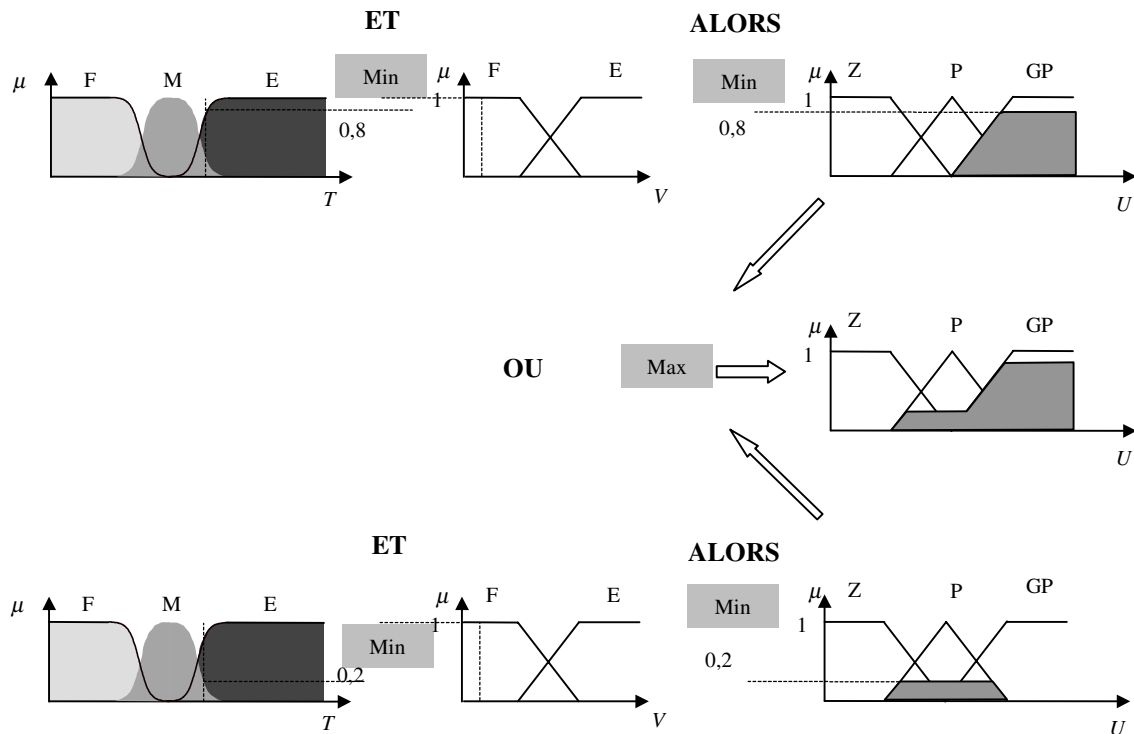 ET
ALORS
μ
F
M
E
Min
μ
F
E
Min
μ
Z
P
GP
1
1
0,8
0,8
T
V
U
OU
Max
μ
Z
P
GP
1
U
ET
ALORS
μ
F
M
E
μ
F
E
Min
μ
Z
P
GP
1
Min
1
0,2
0,2
T
V
U